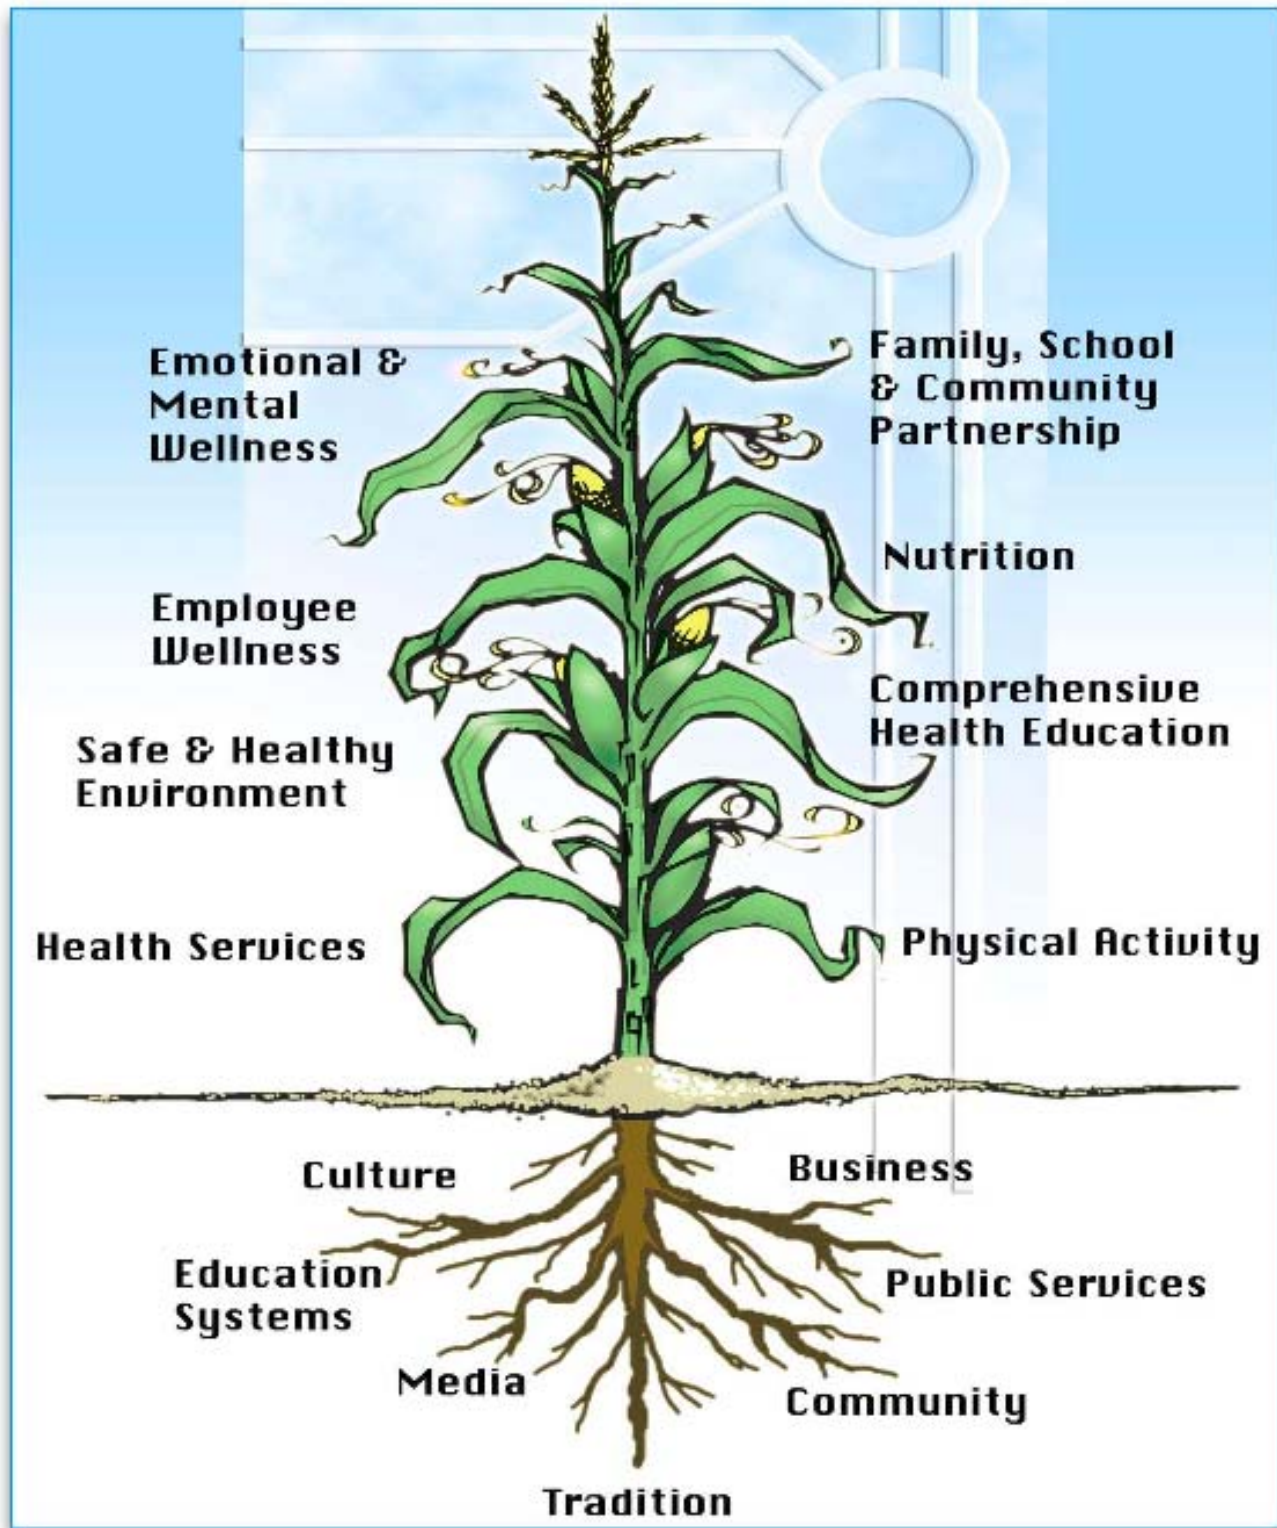 Emotional &
Mental
Wellness
Family, School
& Community
Partnership
Nutrition
Employee
Wellness
Comprehensive
Health Education
Safe & Healthy
Environment
Health Services
Physical Activity
Culture
Business
Education
Systems
Public Services
Media
Community
Tradition